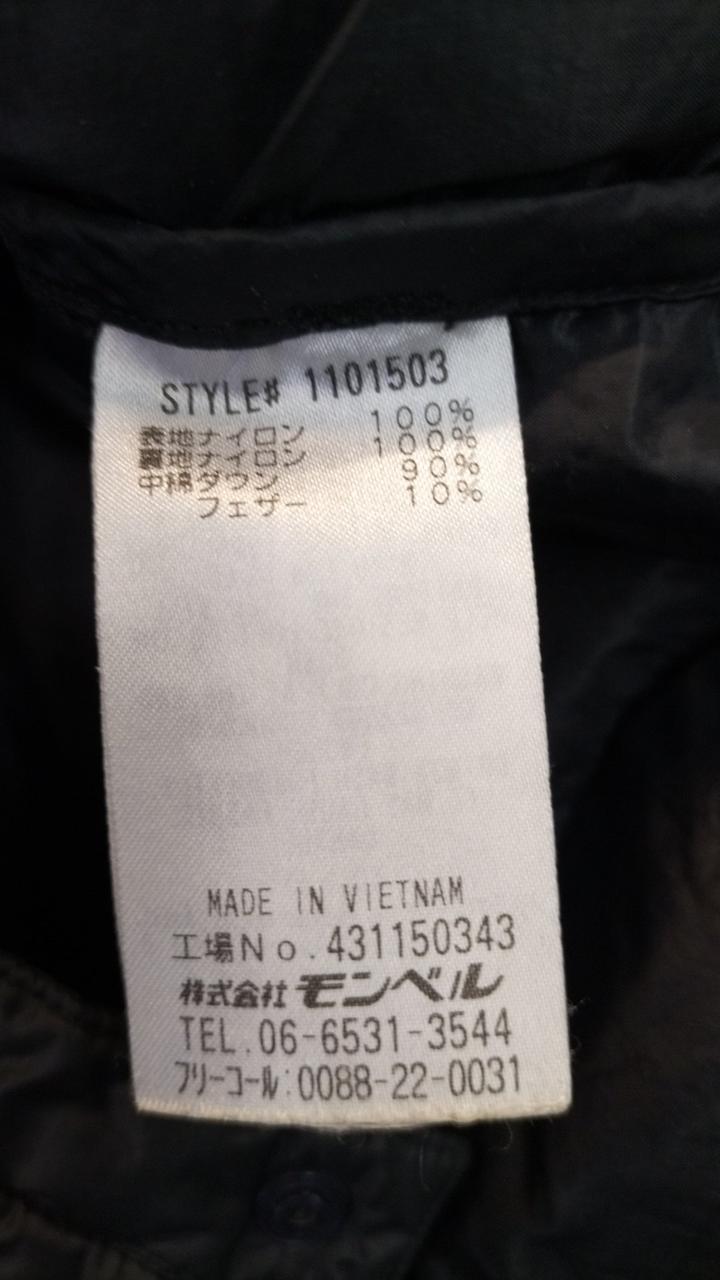 STYLE# 1101503
表地ナイロン 100%
裏地ナイロン 100%
中綿ダウン 90%
フェザー 10%
MADE IN VIETNAM
工場No.431150343
株式会社モンベル
TEL.06-6531-3544
フリーコール:0088-22-0031